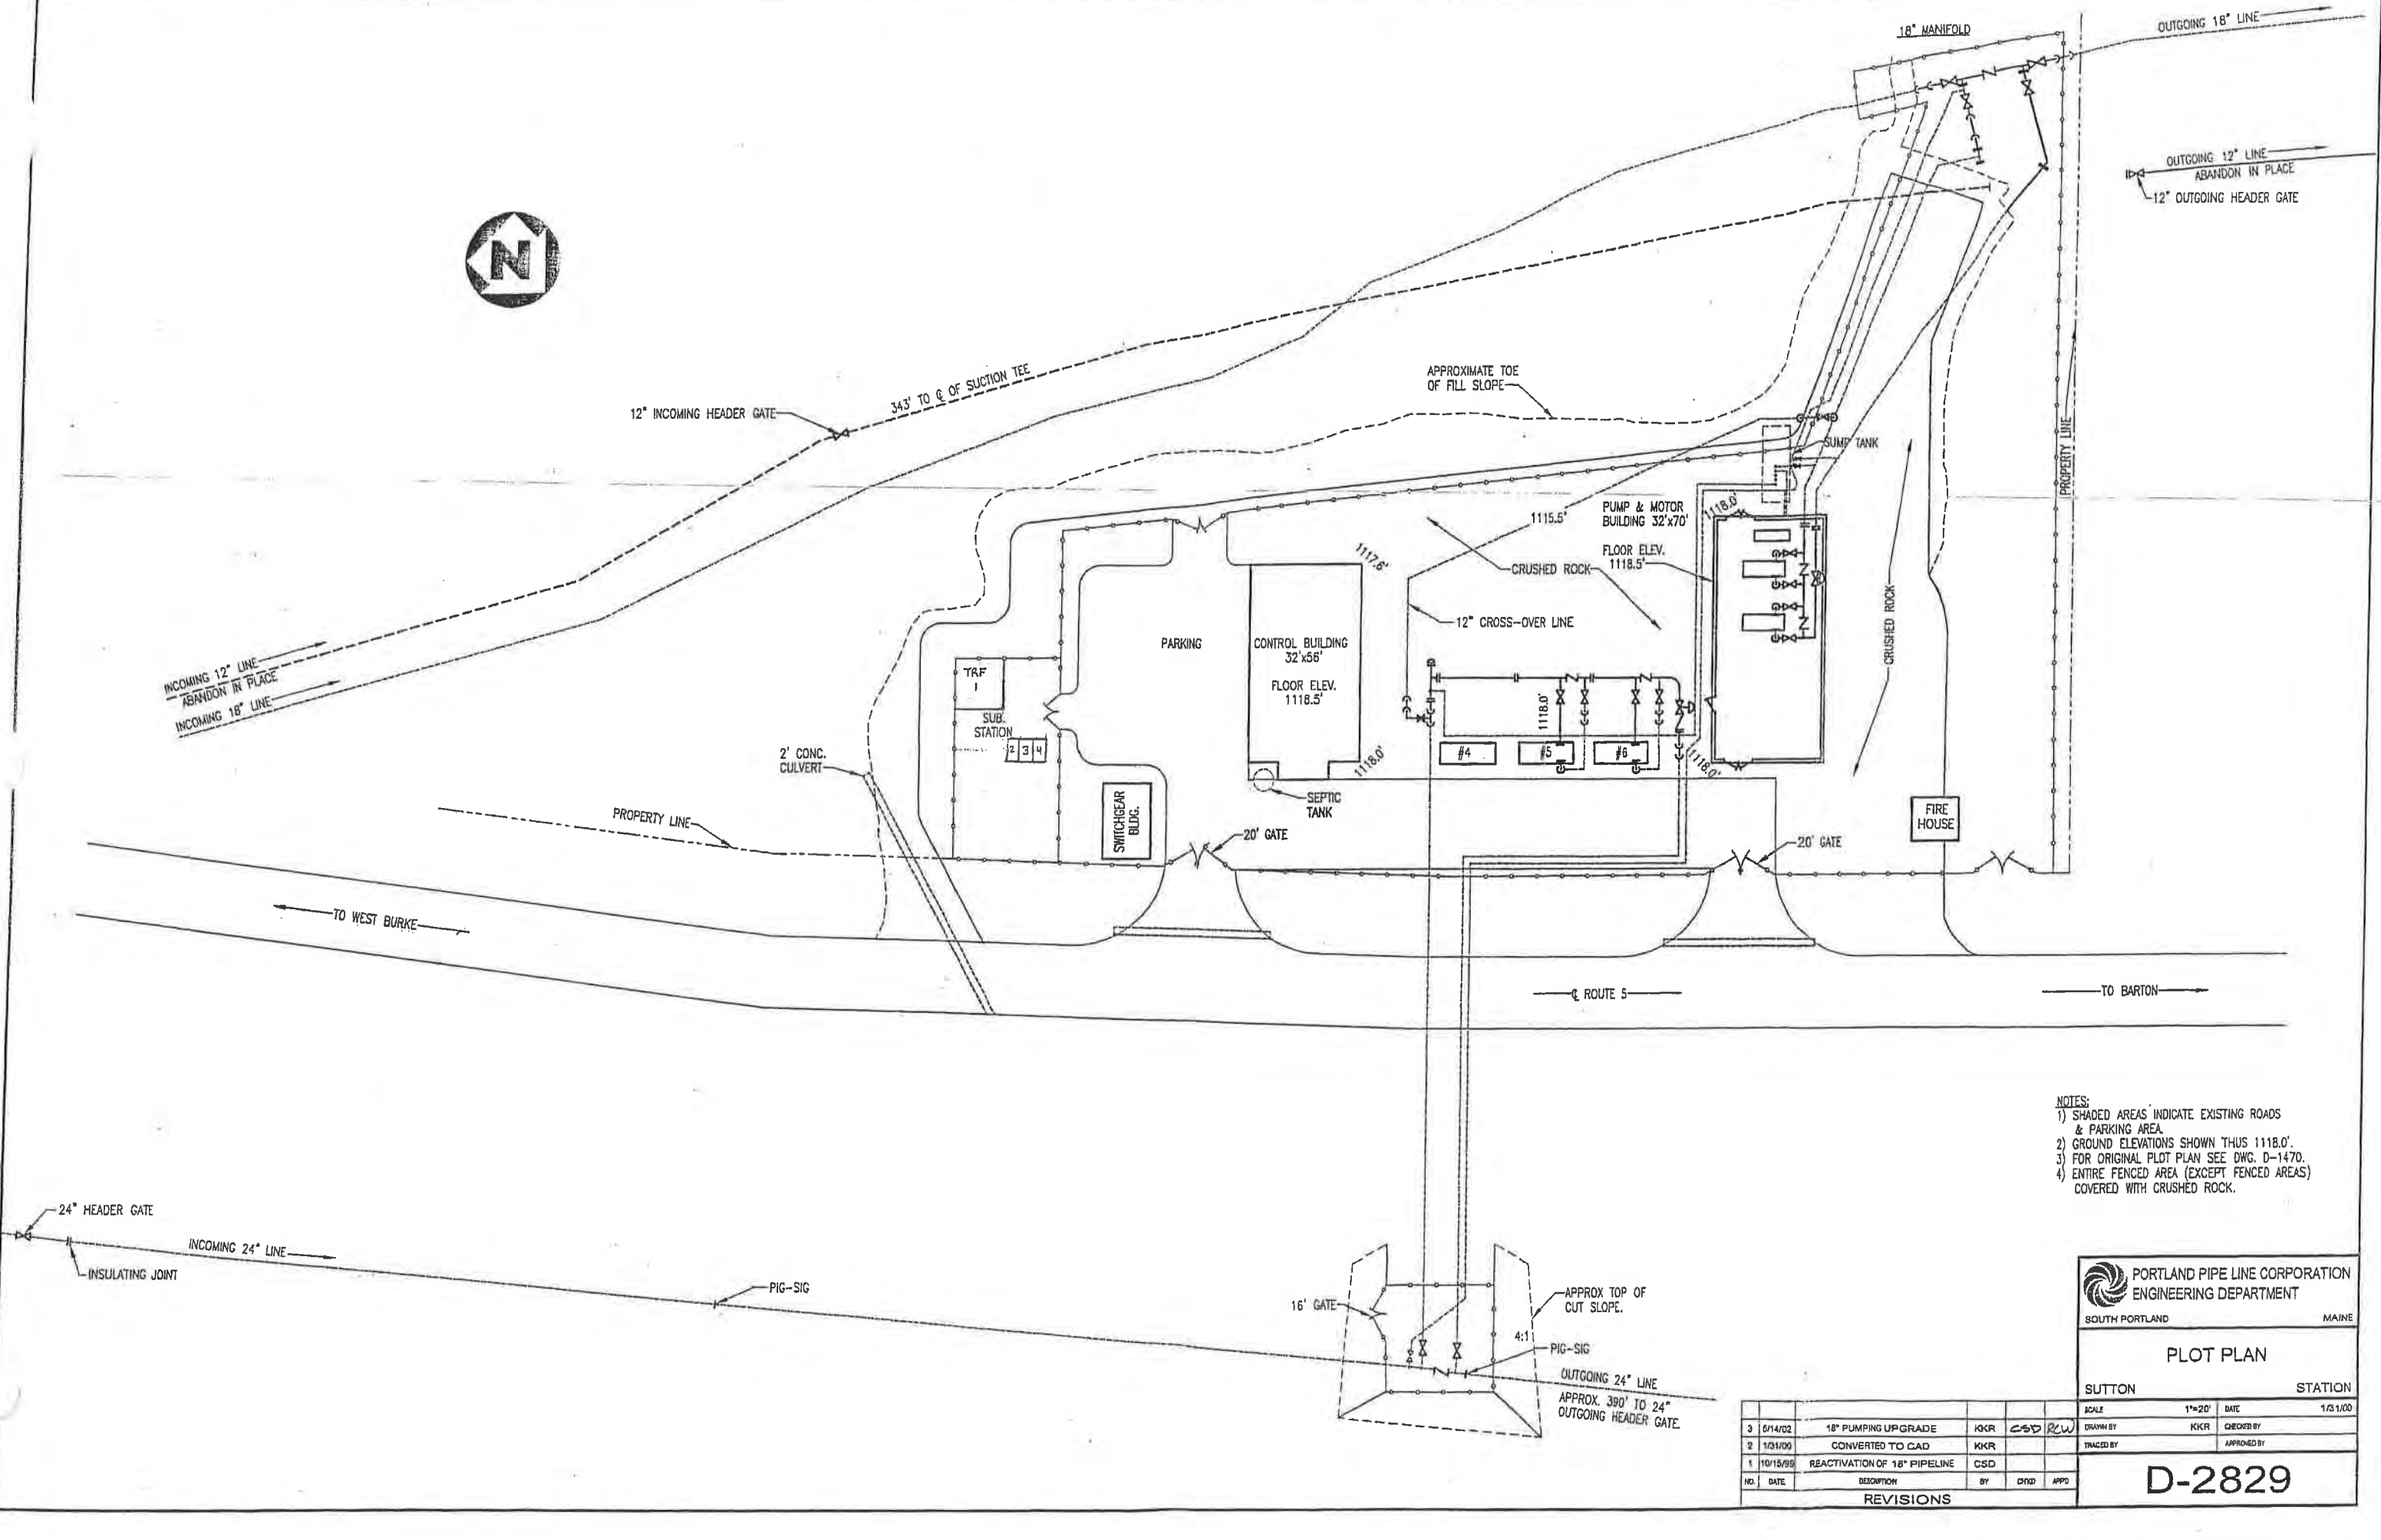 18" MANIFOLD
OUTGOING 18" LINE
OUTGOING 12" LINE
ABANDON IN PLACE
12" OUTGOING HEADER GATE
N
12" INCOMING HEADER GATE
343' TO ℄ OF SUCTION TEE
APPROXIMATE TOE
OF FILL SLOPE
SUMP TANK
PROPERTY LINE
PUMP & MOTOR
BUILDING 32'x70'
FLOOR ELEV.
1118.5'
1118.0'
1115.5'
1117.6'
CRUSHED ROCK
CRUSHED ROCK
12" CROSS-OVER LINE
PARKING
CONTROL BUILDING
32'x56'
FLOOR ELEV.
1118.5'
INCOMING 12" LINE
ABANDON IN PLACE
INCOMING 18" LINE
TRF
1
SUB.
STATION
2 3 4
1118.0'
#4
#5
#6
1118.0'
1118.0'
2' CONC.
CULVERT
SWITCHGEAR
BLDG.
SEPTIC
TANK
FIRE
HOUSE
PROPERTY LINE
20' GATE
20' GATE
TO WEST BURKE
℄ ROUTE 5
TO BARTON
NOTES:
1) SHADED AREAS INDICATE EXISTING ROADS
& PARKING AREA.
2) GROUND ELEVATIONS SHOWN THUS 1118.0'.
3) FOR ORIGINAL PLOT PLAN SEE DWG. D-1470.
4) ENTIRE FENCED AREA (EXCEPT FENCED AREAS)
COVERED WITH CRUSHED ROCK.
24" HEADER GATE
INCOMING 24" LINE
INSULATING JOINT
PIG-SIG
16' GATE
APPROX TOP OF
CUT SLOPE.
4:1
PIG-SIG
OUTGOING 24" LINE
APPROX. 390' TO 24"
OUTGOING HEADER GATE.
PORTLAND PIPE LINE CORPORATION
ENGINEERING DEPARTMENT
SOUTH PORTLAND MAINE
PLOT PLAN
SUTTON STATION
SCALE 1"=20' DATE 1/31/00
DRAWN BY KKR CHECKED BY
TRACED BY APPROVED BY
D-2829
3 5/14/02 18" PUMPING UPGRADE KKR CSD RCW
2 1/31/00 CONVERTED TO CAD KKR
1 10/15/99 REACTIVATION OF 18" PIPELINE CSD
NO. DATE DESCRIPTION BY CHKD APPD
REVISIONS